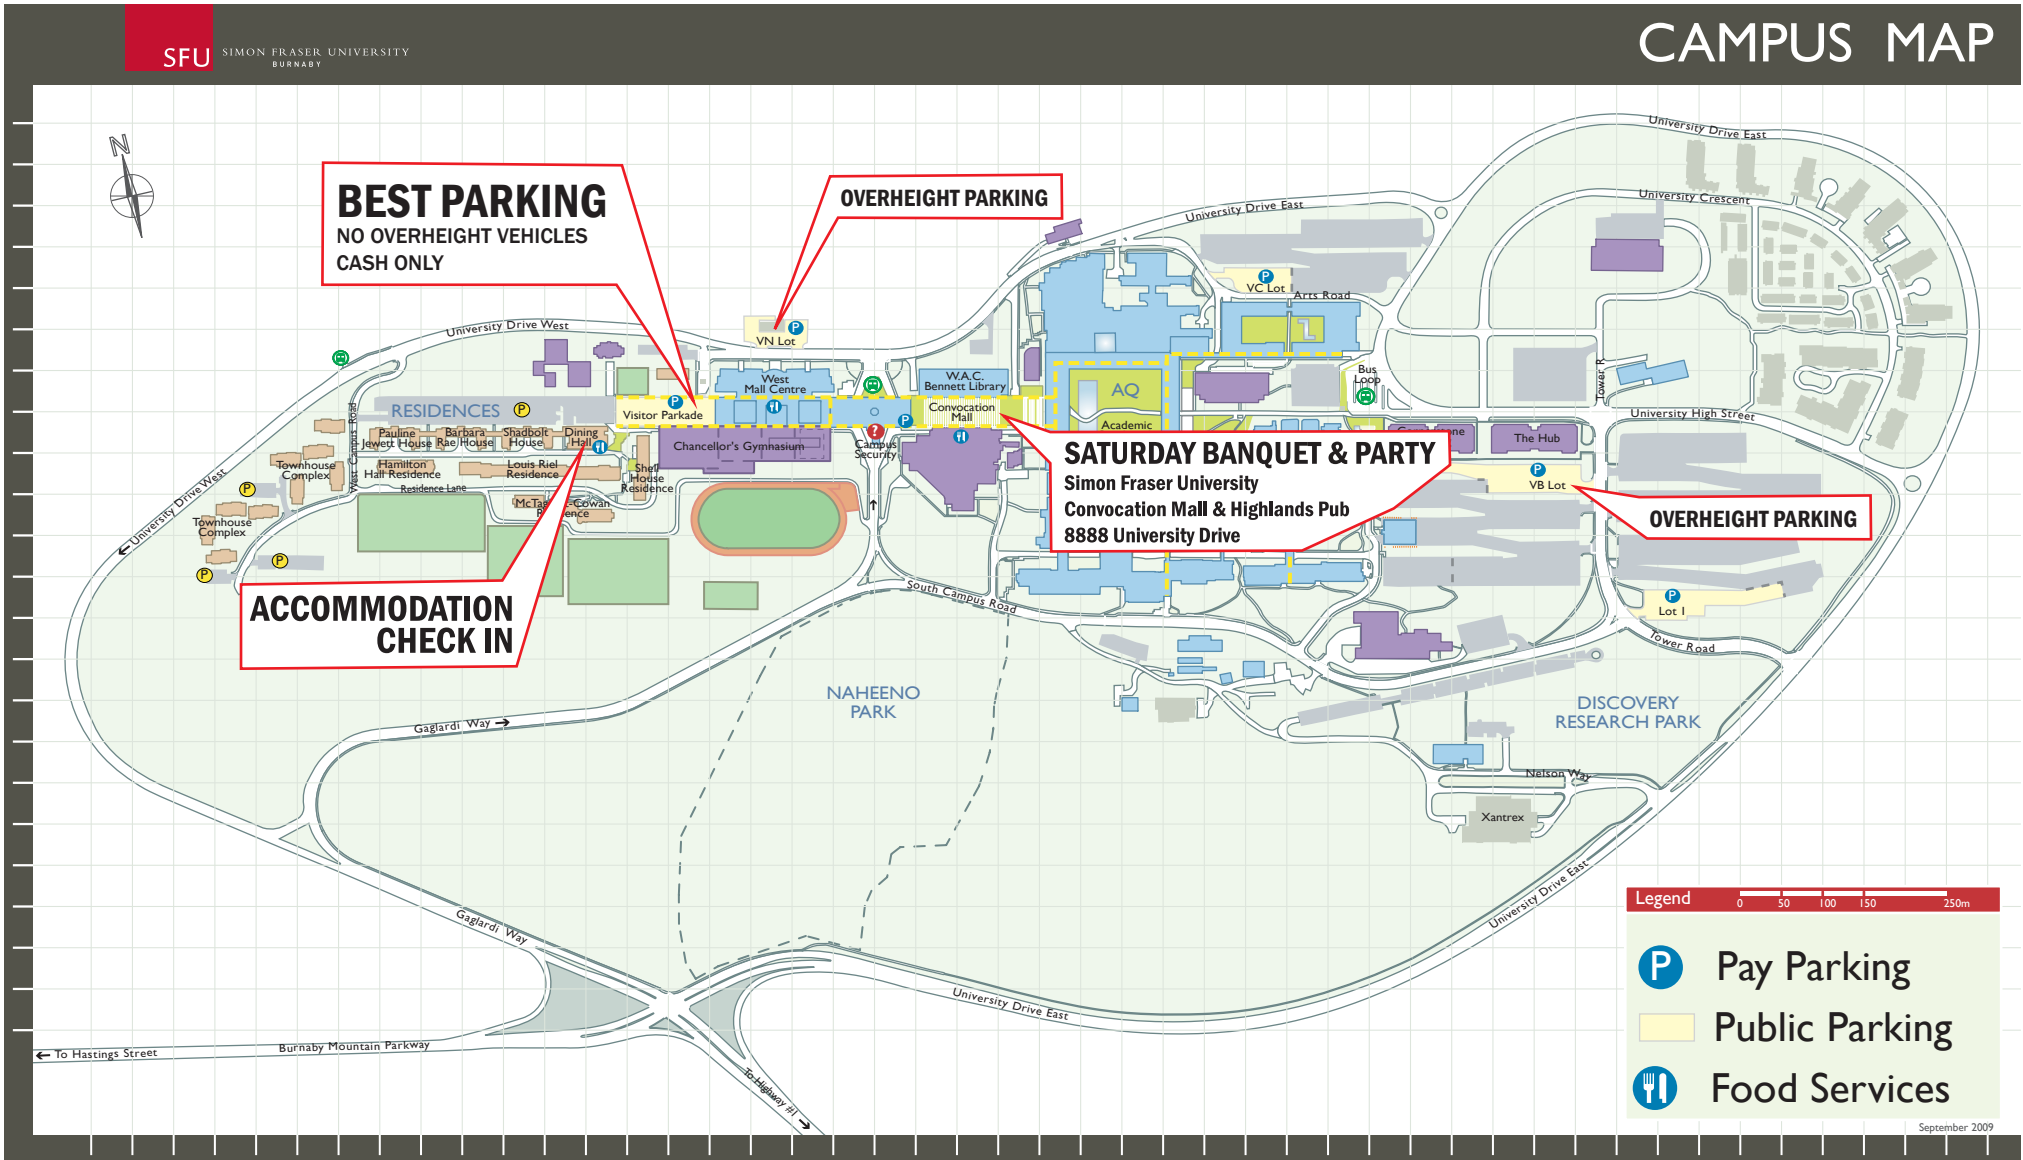 SFU SIMON FRASER UNIVERSITY
BURNABY
CAMPUS MAP
N
BEST PARKING
NO OVERHEIGHT VEHICLES
CASH ONLY
OVERHEIGHT PARKING
University Drive East
University Crescent
University Drive East
VC Lot
Arts Road
University Drive West
VN Lot
West
Mall Centre
W.A.C.
Bennett Library
AQ
Academic
Bus
Loop
Tower R
University High Street
RESIDENCES
Visitor Parkade
Convocation
Mall
Chancellor's Gymnasium
Campus
Security
West Campus Road
Pauline
Jewett House
Barbara
Rae House
Shadbolt
House
Dining
Hall
Hamilton
Hall Residence
Louis Riel
Residence
Shell
House
Residence
Residence Lane
Townhouse
Complex
Townhouse
Complex
University Drive West
SATURDAY BANQUET & PARTY
Simon Fraser University
Convocation Mall & Highlands Pub
8888 University Drive
The Hub
VB Lot
OVERHEIGHT PARKING
ACCOMMODATION
CHECK IN
South Campus Road
Lot 1
Tower Road
NAHEENO
PARK
DISCOVERY
RESEARCH PARK
Gaglardi Way
Nelson Way
Xantrex
University Drive East
Gaglardi Way
University Drive East
Burnaby Mountain Parkway
To Hastings Street
To Highway #1
Legend
0 50 100 150 250m
P Pay Parking
Public Parking
Food Services
September 2009